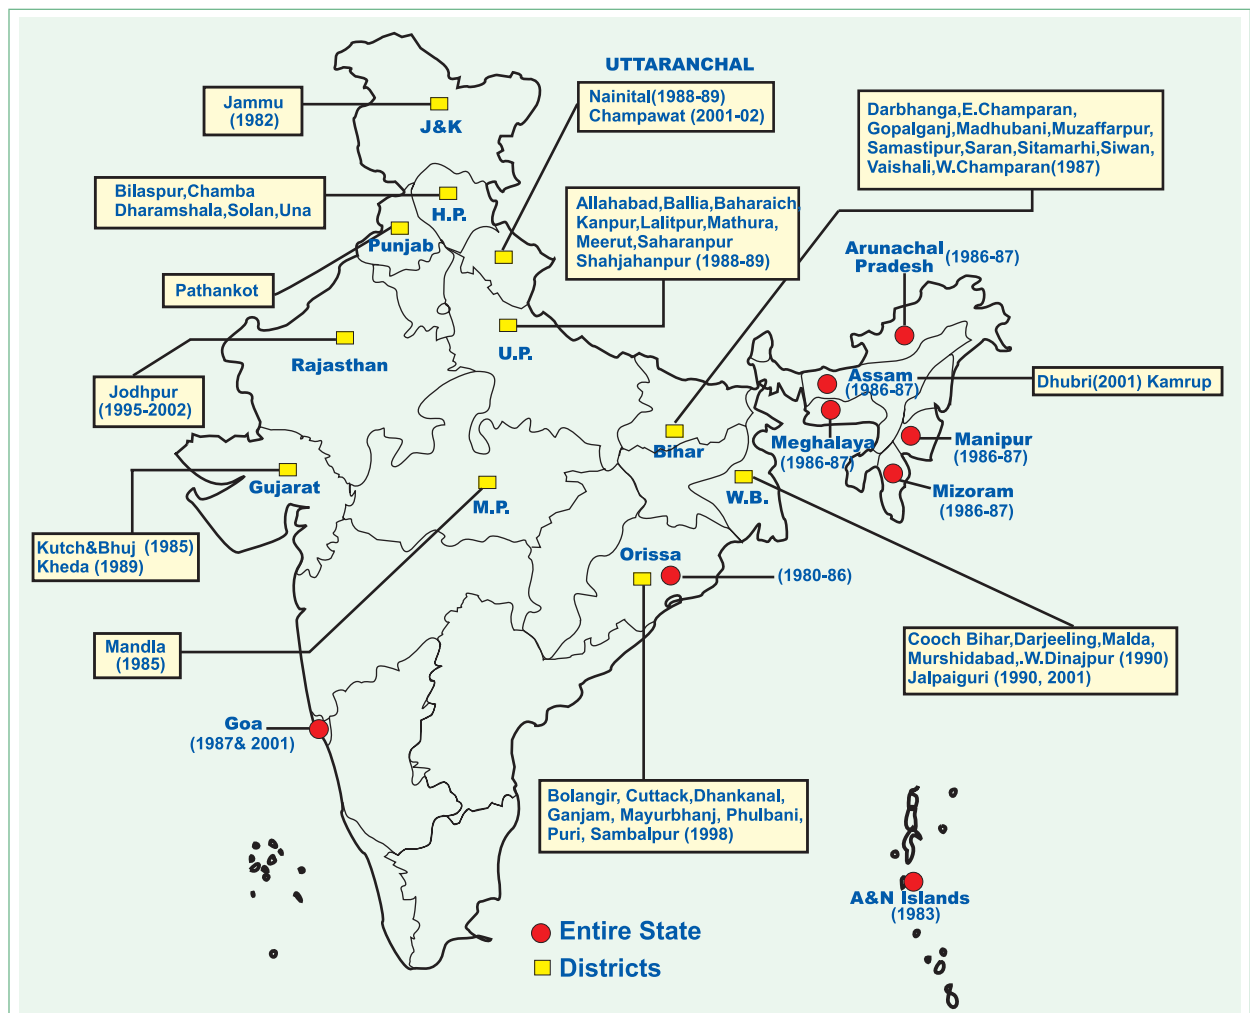 UTTARANCHAL
Nainital(1988-89)
Champawat (2001-02)
Jammu
(1982)
J&K
Darbhanga,E.Champaran,
Gopalganj,Madhubani,Muzaffarpur,
Samastipur,Saran,Sitamarhi,Siwan,
Vaishali,W.Champaran(1987)
Bilaspur,Chamba
Dharamshala,Solan,Una
H.P.
Allahabad,Ballia,Baharaich,
Kanpur,Lalitpur,Mathura,
Meerut,Saharanpur
Shahjahanpur (1988-89)
Punjab
Arunachal
Pradesh
(1986-87)
Pathankot
U.P.
Rajasthan
Jodhpur
(1995-2002)
Assam
(1986-87)
Dhubri(2001) Kamrup
Bihar
Meghalaya
(1986-87)
Manipur
(1986-87)
Gujarat
M.P.
W.B.
Mizoram
(1986-87)
Kutch&Bhuj (1985)
Kheda (1989)
Orissa
(1980-86)
Mandla
(1985)
Cooch Bihar,Darjeeling,Malda,
Murshidabad,.W.Dinajpur (1990)
Jalpaiguri (1990, 2001)
Goa
(1987& 2001)
Bolangir, Cuttack,Dhankanal,
Ganjam, Mayurbhanj, Phulbani,
Puri, Sambalpur (1998)
A&N Islands
(1983)
Entire State
Districts